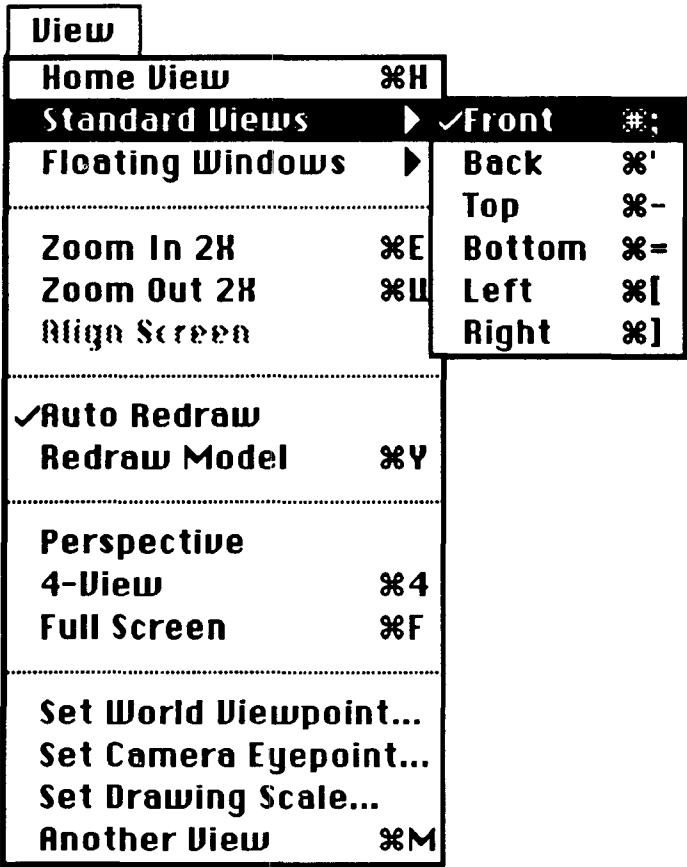 View
Home View ⌘H
Standard Views ▶
Floating Windows ▶
Zoom In 2X ⌘E
Zoom Out 2X ⌘W
Align Screen
✓Auto Redraw
Redraw Model ⌘Y
Perspective
4-View ⌘4
Full Screen ⌘F
Set World Viewpoint...
Set Camera Eyepoint...
Set Drawing Scale...
Another View ⌘M
✓Front ⌘;
Back ⌘'
Top ⌘-
Bottom ⌘=
Left ⌘[
Right ⌘]